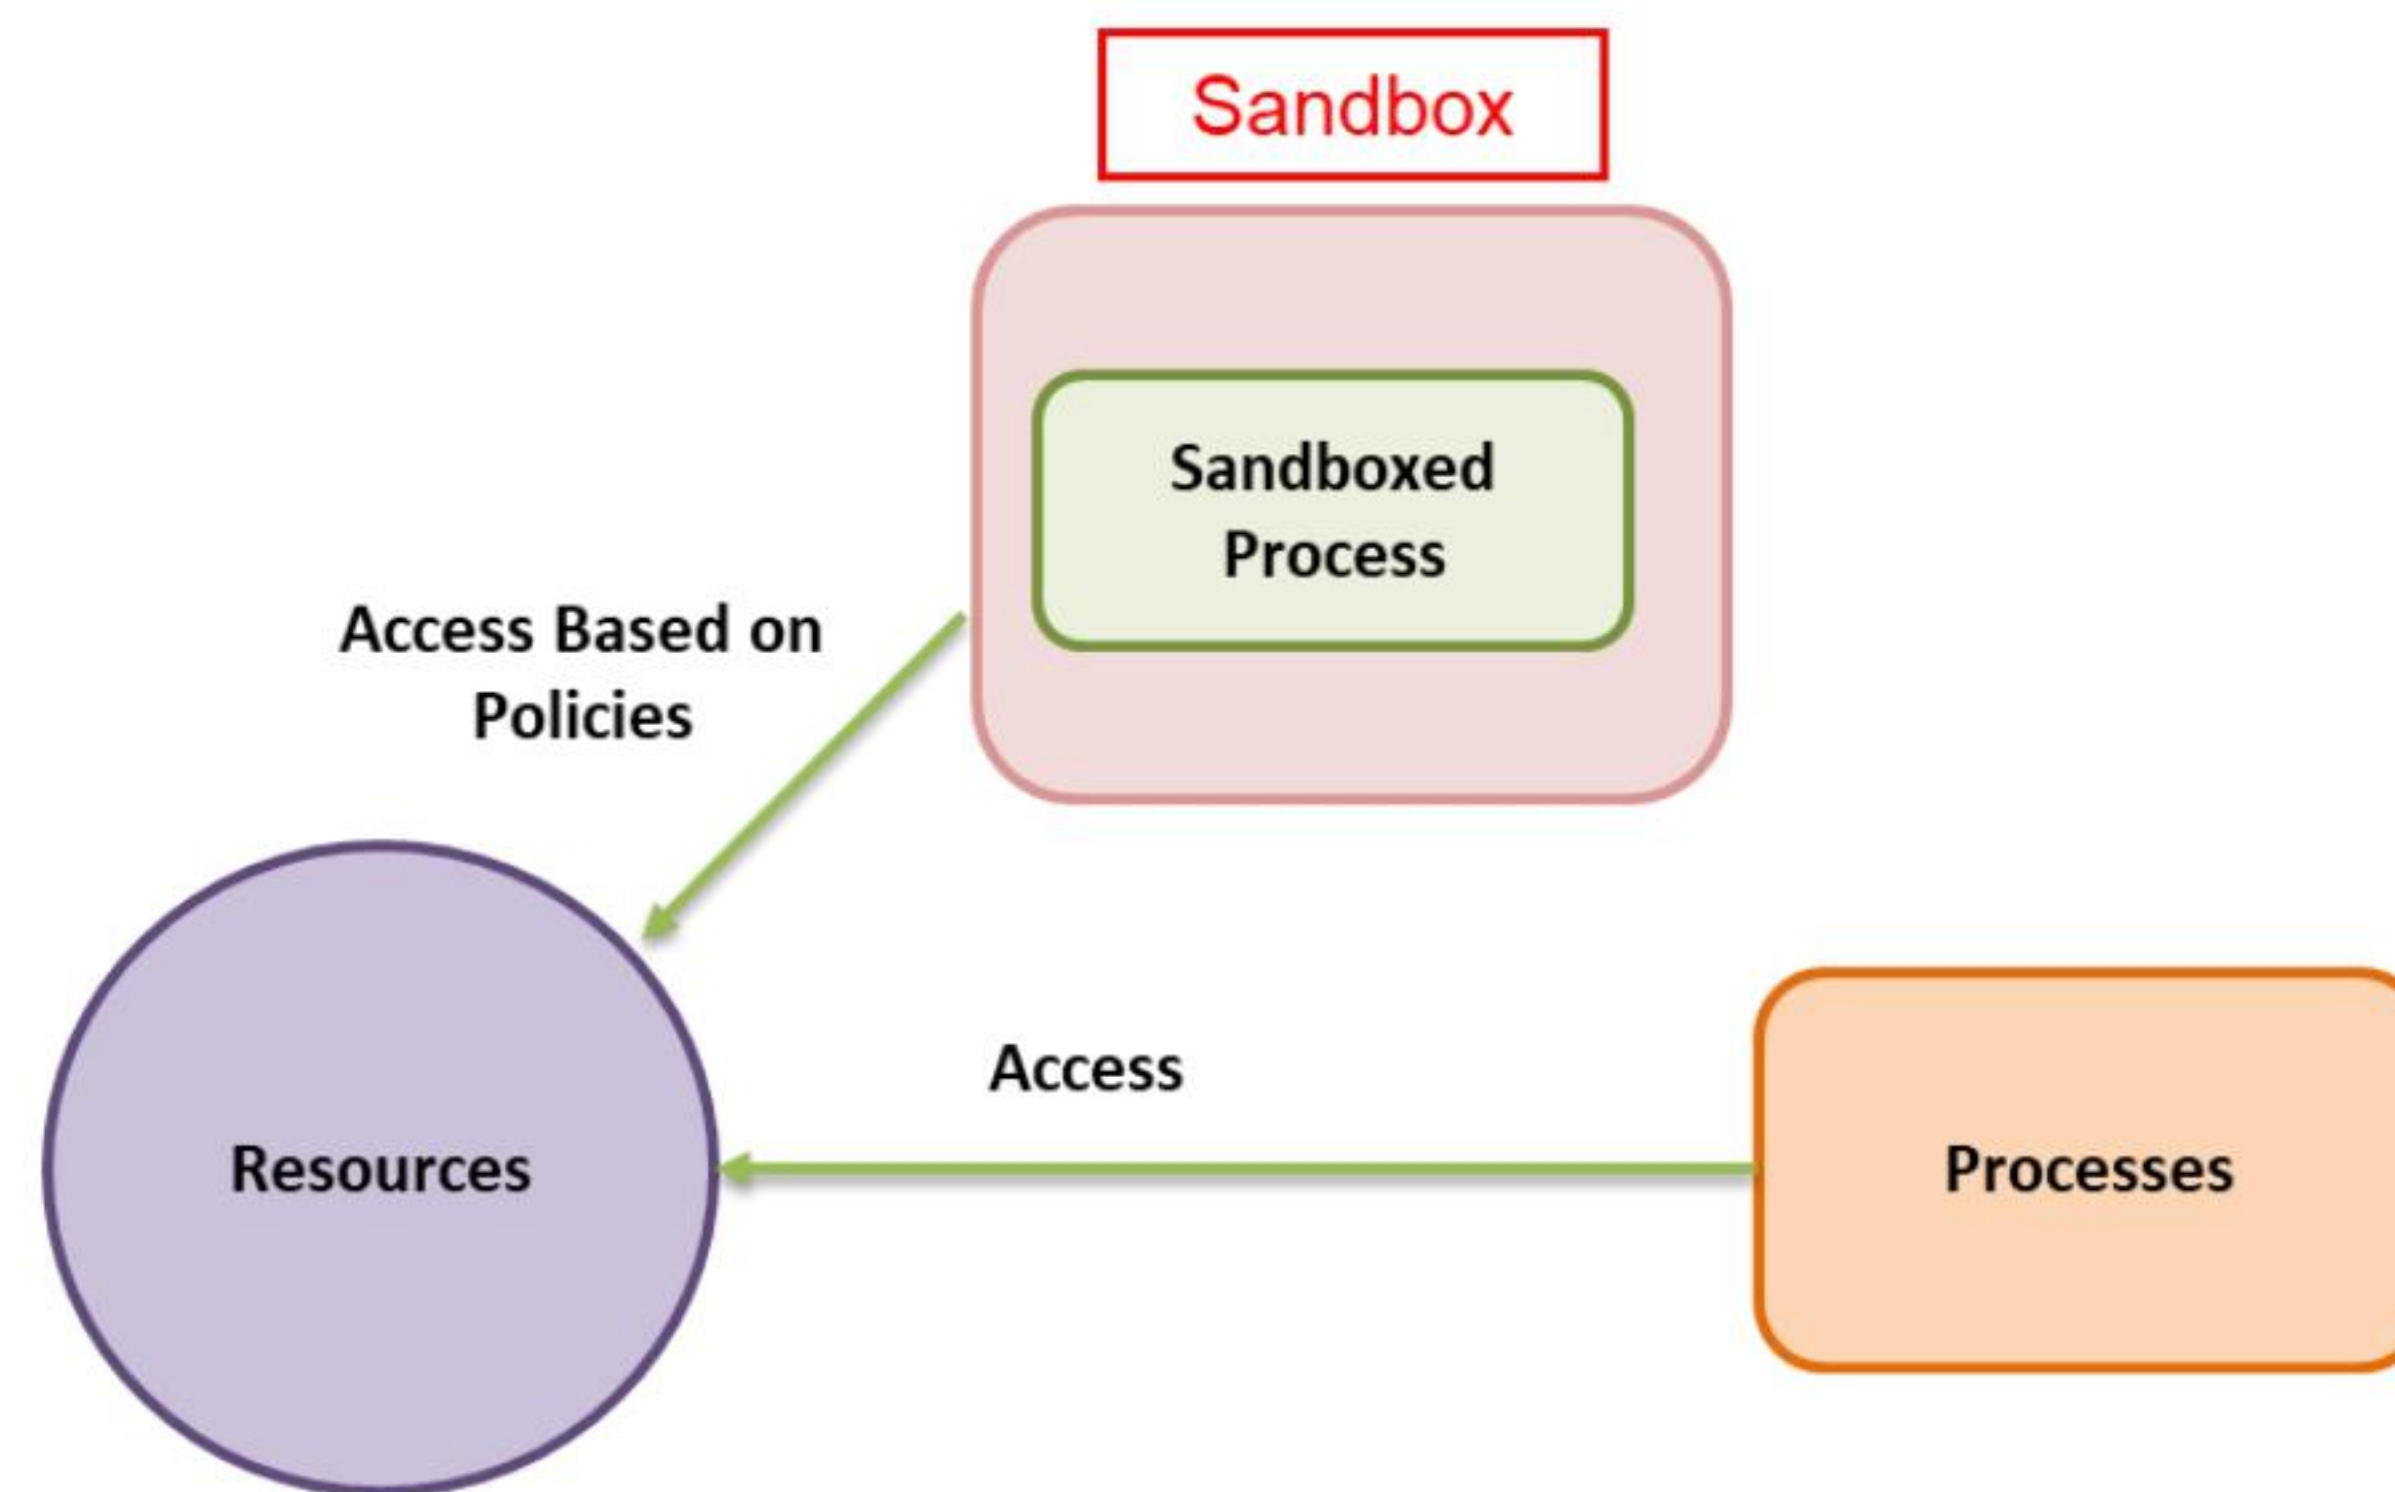 Sandbox
Sandboxed
Process
Access Based on
Policies
Access
Resources
Processes